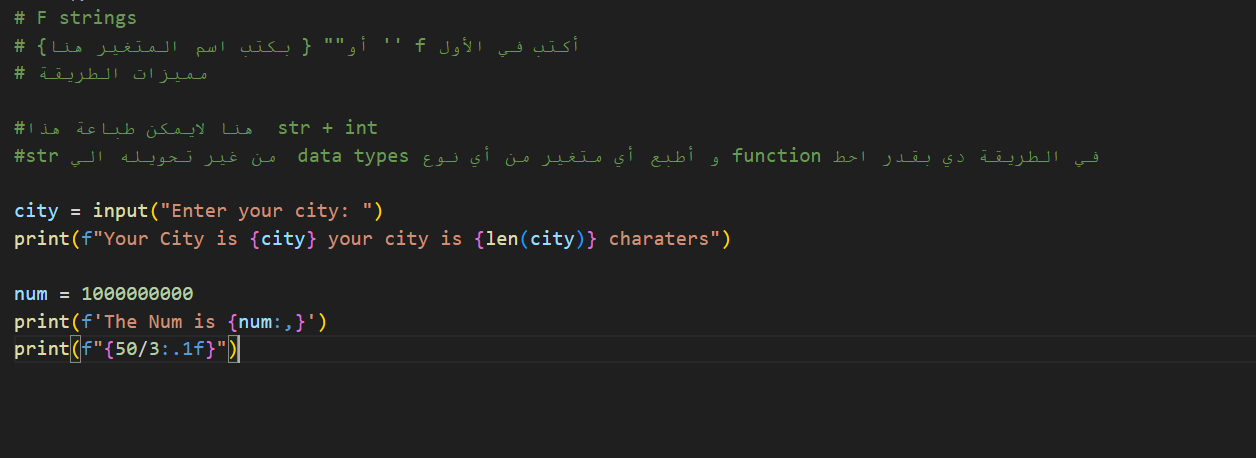 # F strings
# أكتب في الأول f '' أو"" { بكتب اسم المتغير هنا}
# مميزات الطريقة
#هنا لايمكن طباعة هذا str + int
#في الطريقة دي بقدر احط function و أطبع أي متغير من أي نوع data types من غير تحويله الي str
city = input("Enter your city: ")
print(f"Your City is {city} your city is {len(city)} charaters")
num = 1000000000
print(f'The Num is {num:,}')
print(f"{50/3:.1f}")